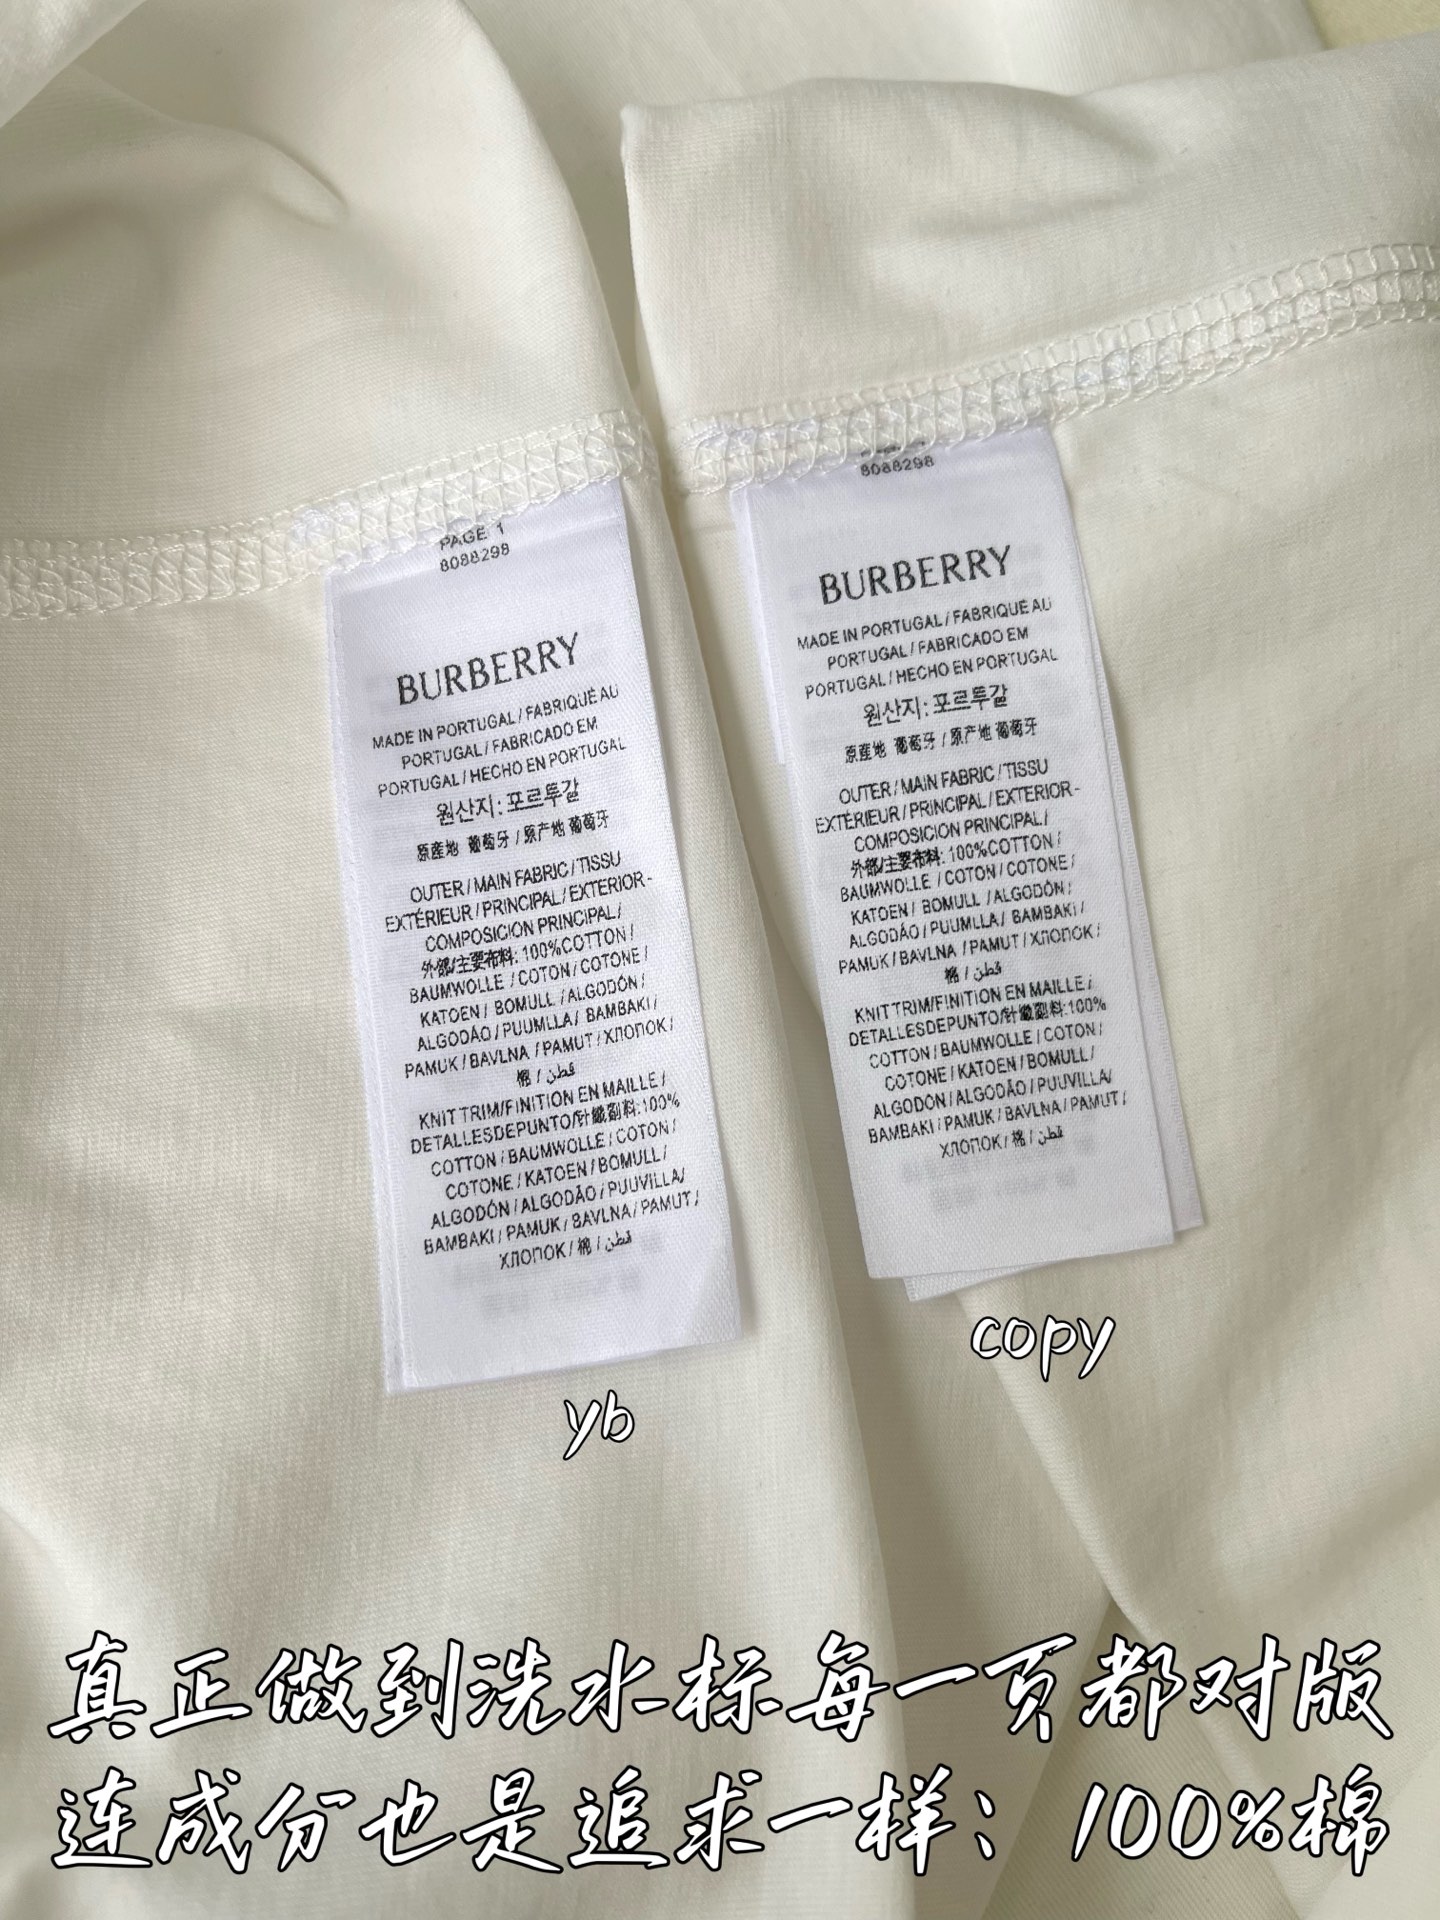 PAGE 1
8088298
BURBERRY
MADE IN PORTUGAL / FABRIQUÉ AU
PORTUGAL / FABRICADO EM
PORTUGAL / HECHO EN PORTUGAL
원산지: 포르투갈
原産地 葡萄牙 / 原产地 葡萄牙
OUTER / MAIN FABRIC / TISSU
EXTÉRIEUR / PRINCIPAL / EXTERIOR -
COMPOSICION PRINCIPAL /
外部/主要布料: 100%COTTON /
BAUMWOLLE / COTON / COTONE /
KATOEN / BOMULL / ALGODÓN /
ALGODÃO / PUUMLLA / BAMBAKI /
PAMUK / BAVLNA / PAMUT / ХЛОПОК /
棉 / قطن
KNIT TRIM/FINITION EN MAILLE /
DETALLESDEPUNTO/针織副料:100%
COTTON / BAUMWOLLE / COTON /
COTONE / KATOEN / BOMULL /
ALGODÓN / ALGODÃO / PUUVILLA/
BAMBAKI / PAMUK / BAVLNA / PAMUT /
ХЛОПОК / 棉 / قطن
8088298
BURBERRY
MADE IN PORTUGAL / FABRIQUÉ AU
PORTUGAL / FABRICADO EM
PORTUGAL / HECHO EN PORTUGAL
원산지: 포르투갈
原産地 葡萄牙 / 原产地 葡萄牙
OUTER / MAIN FABRIC / TISSU
EXTÉRIEUR / PRINCIPAL / EXTERIOR -
COMPOSICION PRINCIPAL /
外部/主要布料: 100%COTTON /
BAUMWOLLE / COTON / COTONE /
KATOEN / BOMULL / ALGODÓN /
ALGODÃO / PUUMLLA / BAMBAKI /
PAMUK / BAVLNA / PAMUT / ХЛОПОК /
棉 / قطن
KNIT TRIM/FINITION EN MAILLE /
DETALLESDEPUNTO/针織副料:100%
COTTON / BAUMWOLLE / COTON /
COTONE / KATOEN / BOMULL /
ALGODÓN / ALGODÃO / PUUVILLA/
BAMBAKI / PAMUK / BAVLNA / PAMUT /
ХЛОПОК / 棉 / قطن
copy
yb
真正做到洗水标每一页都对版
连成分也是追求一样：100%棉